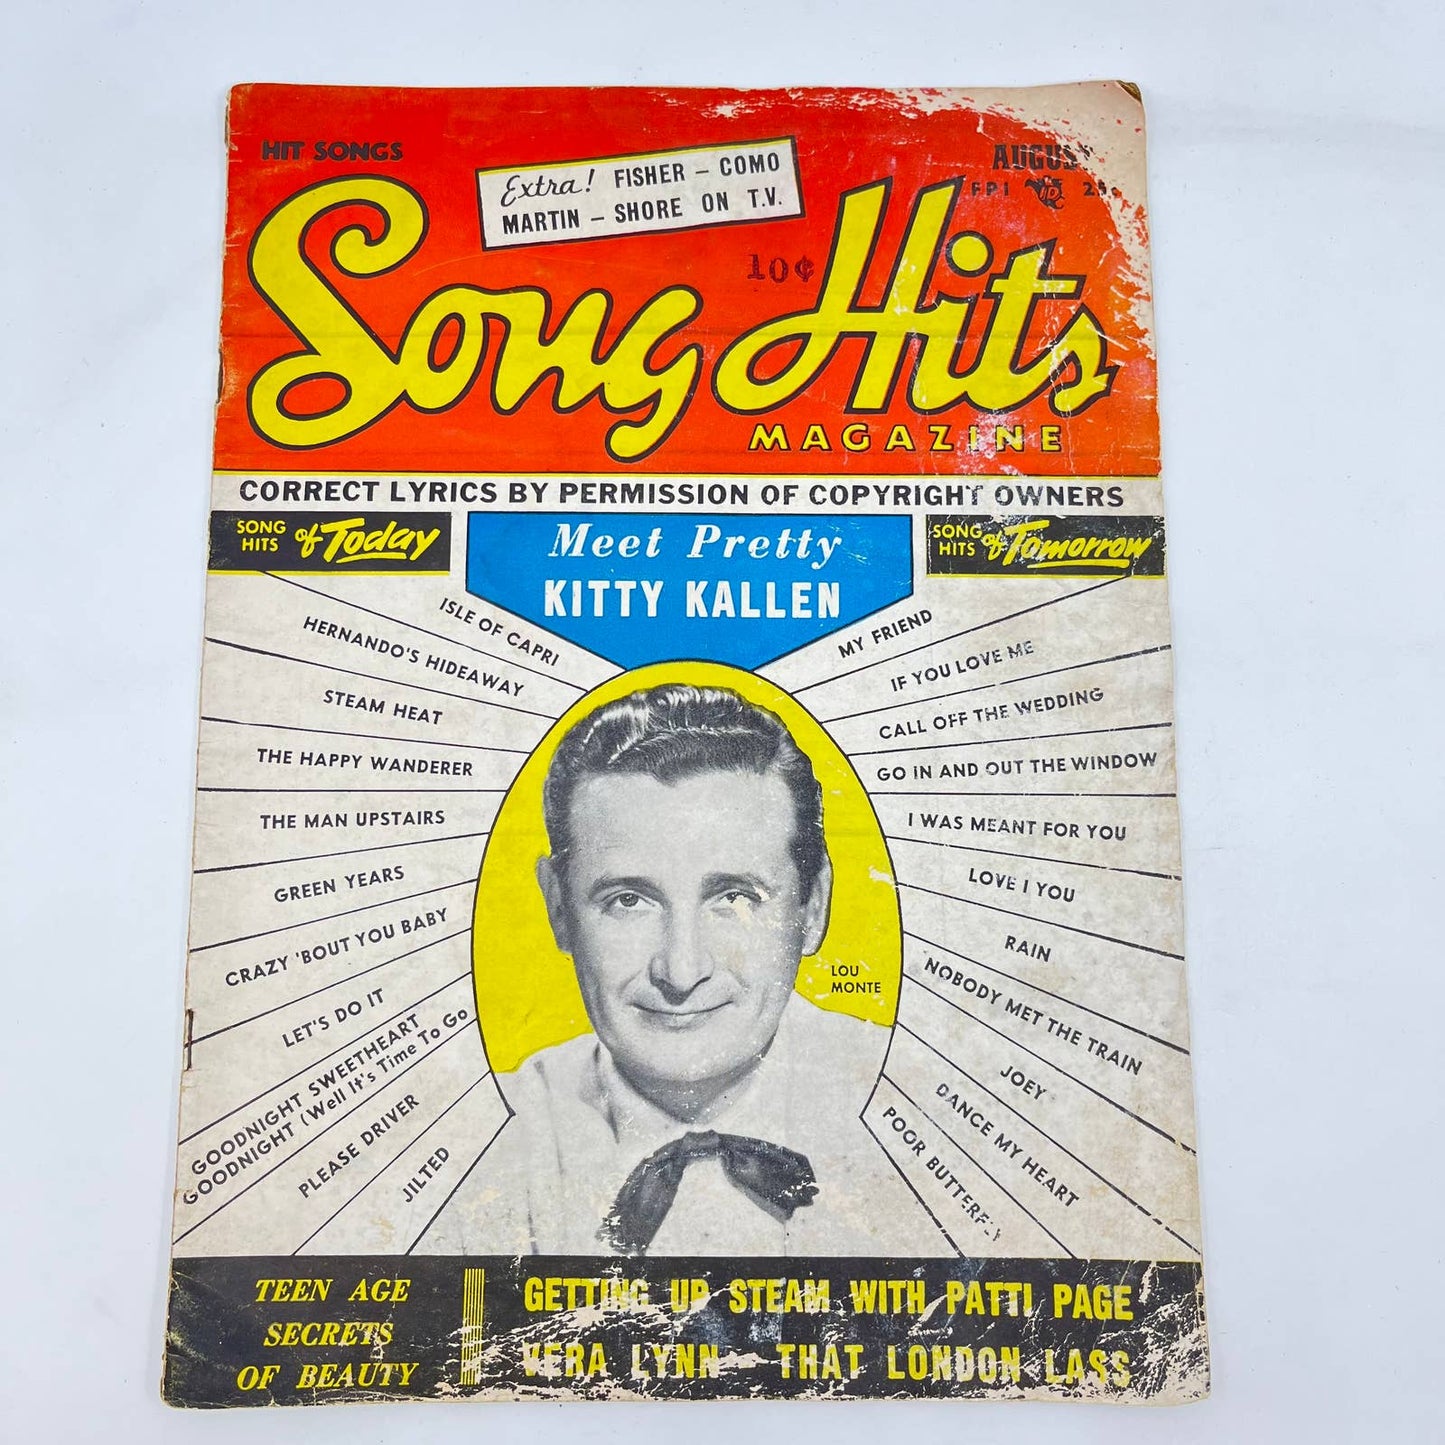 HIT SONGS
Extra! FISHER – COMO
MARTIN – SHORE ON T.V.
AUGUST
FPI IDC 25¢
10¢
Song Hits
MAGAZINE
CORRECT LYRICS BY PERMISSION OF COPYRIGHT OWNERS
SONG HITS of Today
Meet Pretty
KITTY KALLEN
SONG HITS of Tomorrow
ISLE OF CAPRI
HERNANDO'S HIDEAWAY
STEAM HEAT
THE HAPPY WANDERER
THE MAN UPSTAIRS
GREEN YEARS
CRAZY 'BOUT YOU BABY
LET'S DO IT
GOODNIGHT SWEETHEART
GOODNIGHT (Well It's Time To Go
PLEASE DRIVER
JILTED
MY FRIEND
IF YOU LOVE ME
CALL OFF THE WEDDING
GO IN AND OUT THE WINDOW
I WAS MEANT FOR YOU
LOVE I YOU
RAIN
NOBODY MET THE TRAIN
JOEY
DANCE MY HEART
POOR BUTTERFLY
LOU
MONTE
TEEN AGE
SECRETS
OF BEAUTY
GETTING UP STEAM WITH PATTI PAGE
VERA LYNN – THAT LONDON LASS